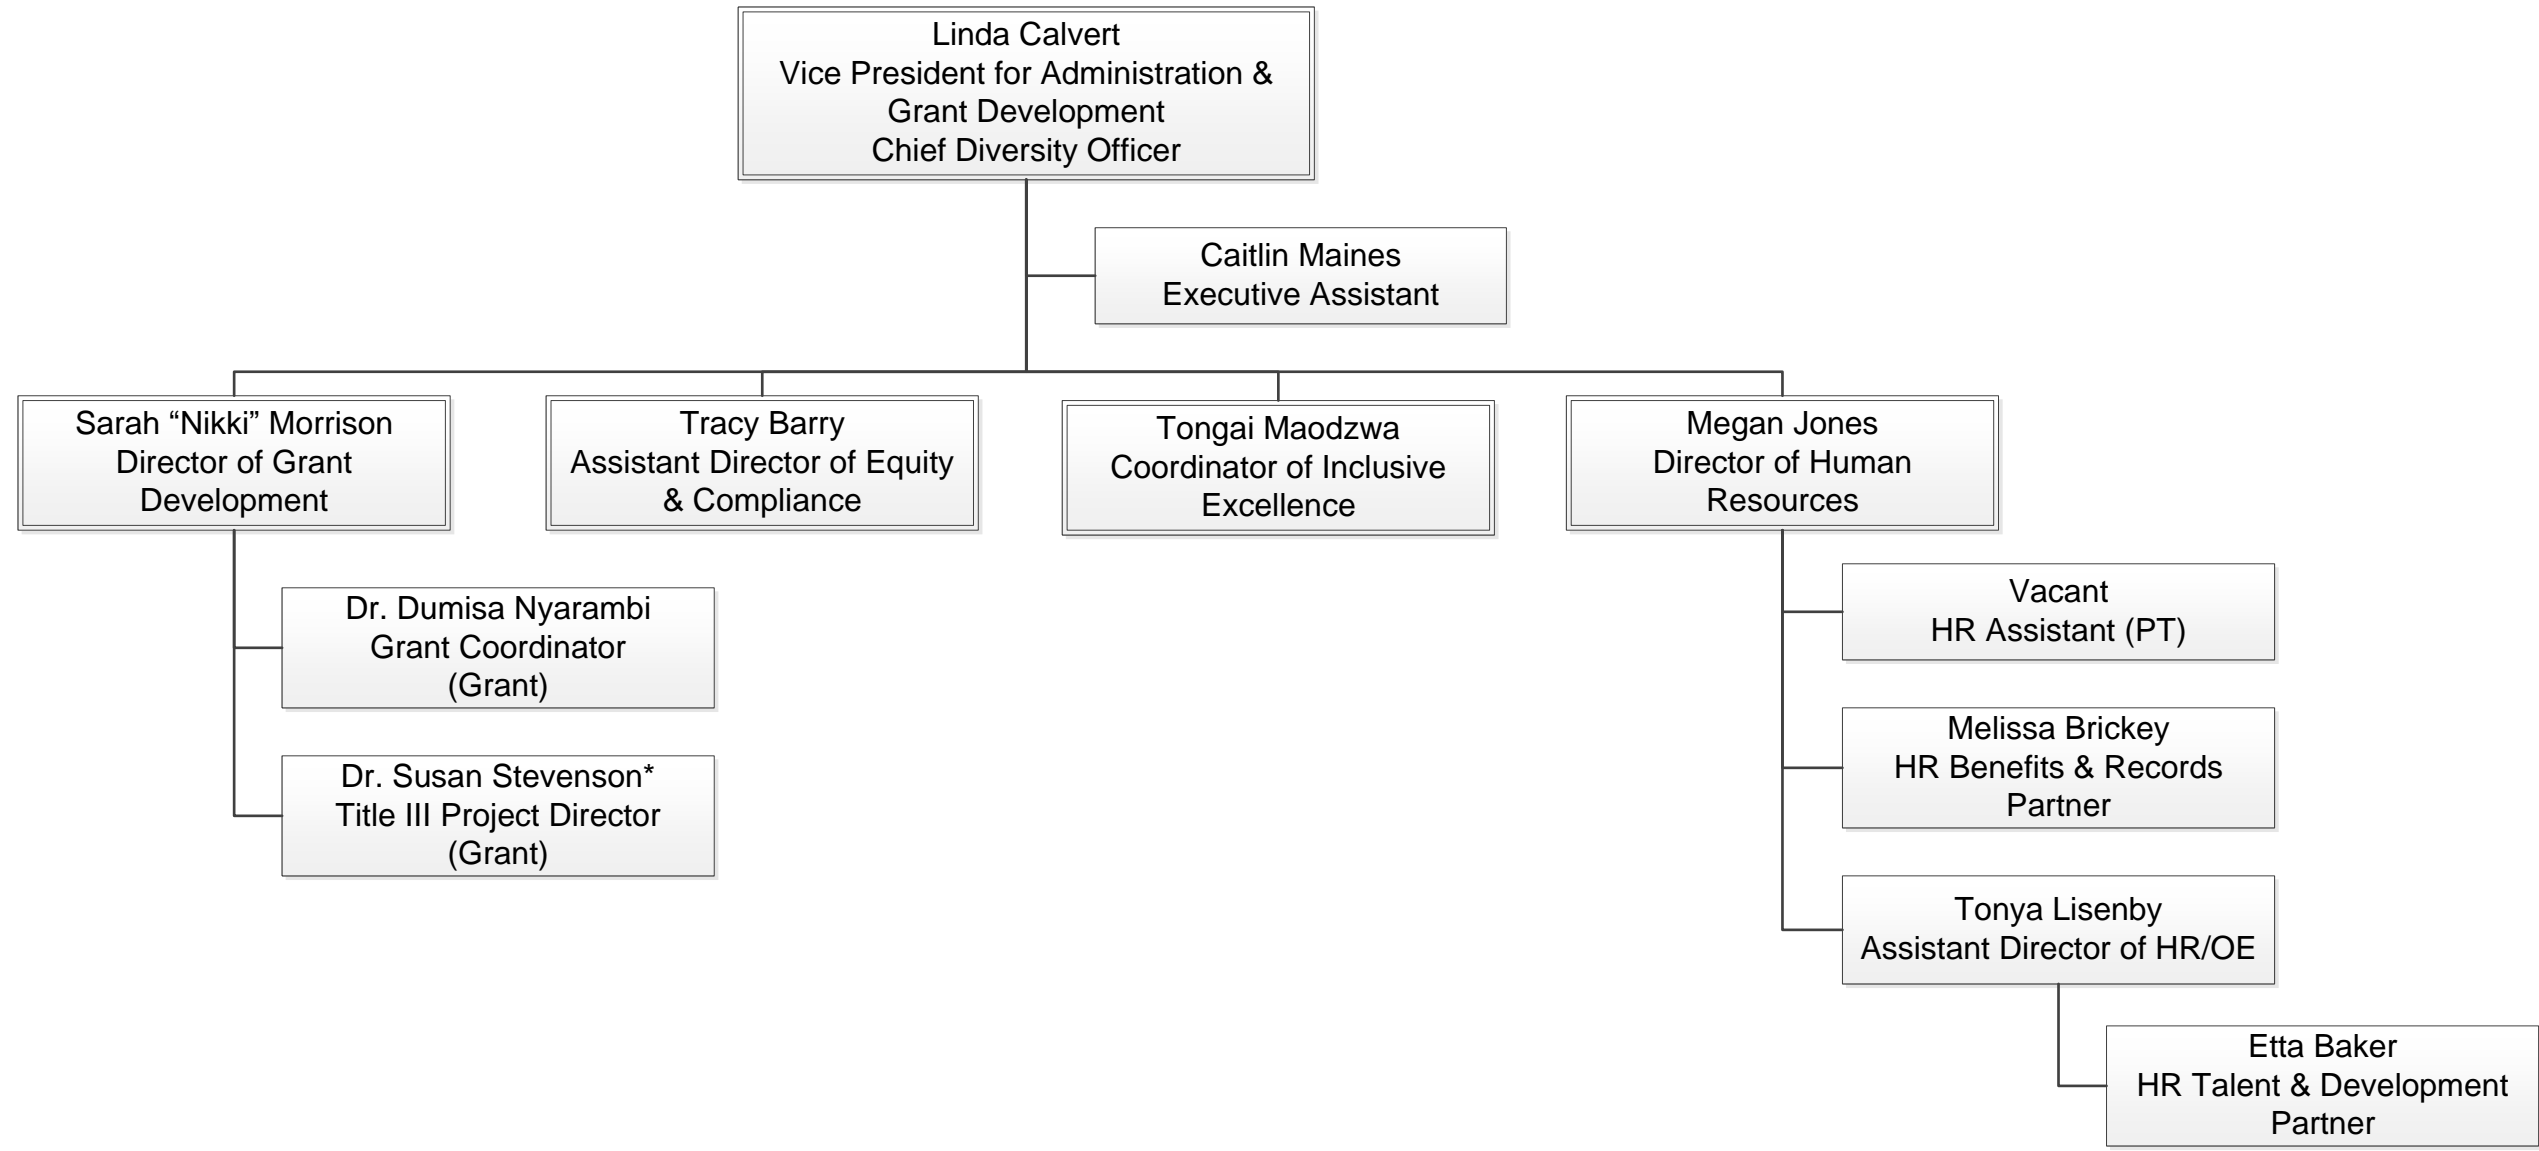 Linda Calvert
Vice President for Administration &
Grant Development
Chief Diversity Officer
Caitlin Maines
Executive Assistant
Sarah “Nikki” Morrison
Director of Grant
Development
Tracy Barry
Assistant Director of Equity
& Compliance
Tongai Maodzwa
Coordinator of Inclusive
Excellence
Megan Jones
Director of Human
Resources
Dr. Dumisa Nyarambi
Grant Coordinator
(Grant)
Dr. Susan Stevenson*
Title III Project Director
(Grant)
Vacant
HR Assistant (PT)
Melissa Brickey
HR Benefits & Records
Partner
Tonya Lisenby
Assistant Director of HR/OE
Etta Baker
HR Talent & Development
Partner